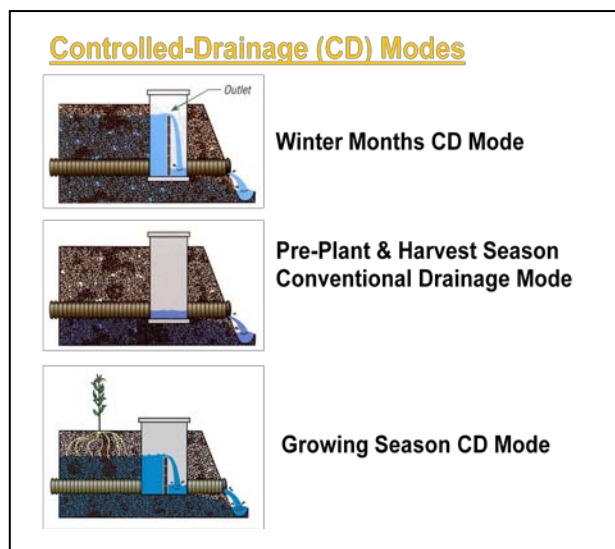 Controlled-Drainage (CD) Modes
Outlet
Winter Months CD Mode
Pre-Plant & Harvest Season
Conventional Drainage Mode
Growing Season CD Mode